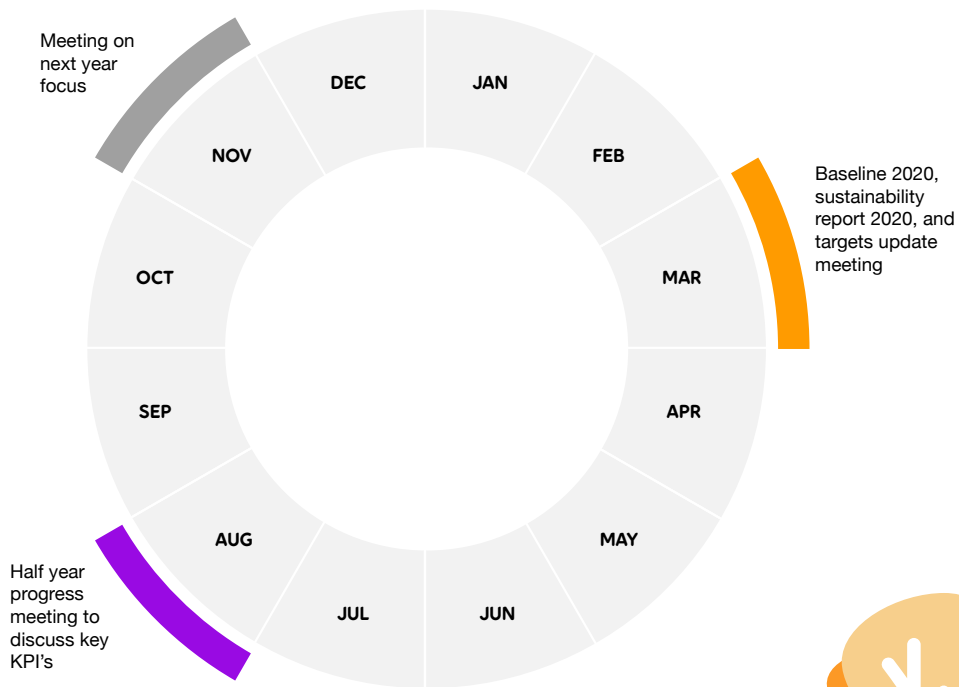 Meeting on
next year
focus
DEC
JAN
NOV
FEB
Baseline 2020,
sustainability
report 2020, and
targets update
meeting
OCT
MAR
SEP
APR
AUG
MAY
Half year
progress
meeting to
discuss key
KPI's
JUL
JUN